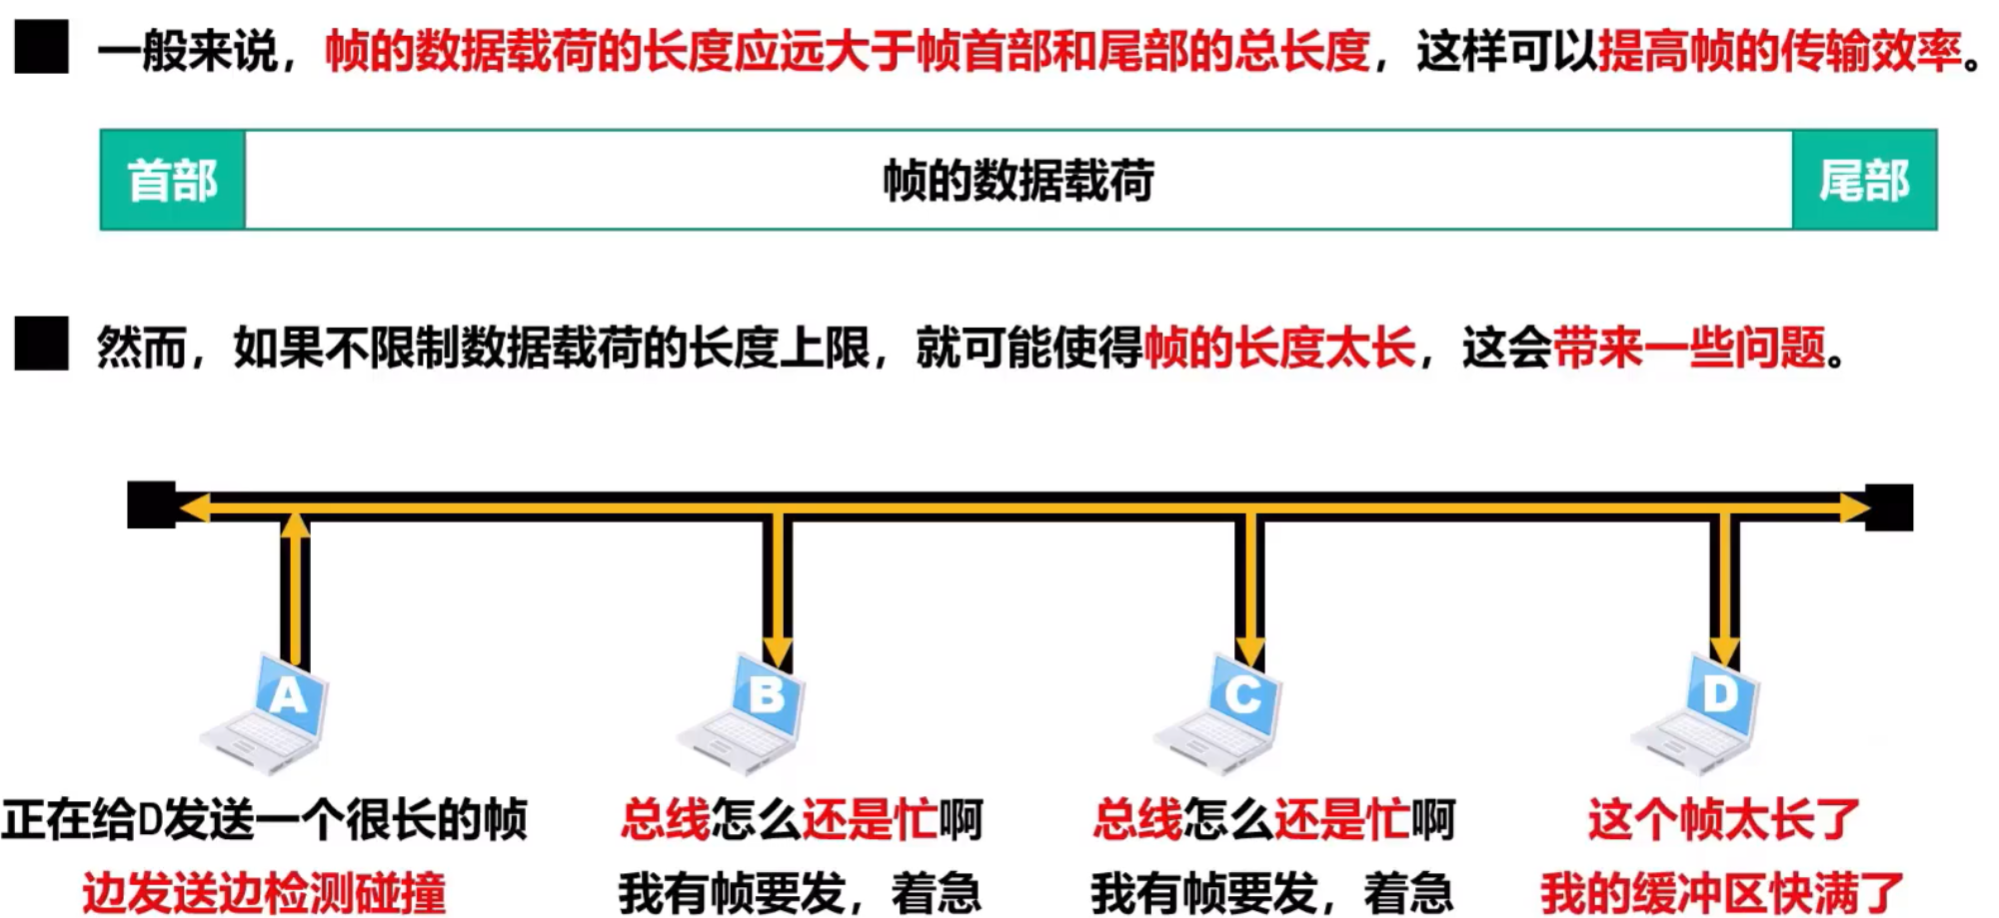 一般来说，帧的数据载荷的长度应远大于帧首部和尾部的总长度，这样可以提高帧的传输效率。
首部 帧的数据载荷 尾部
然而，如果不限制数据载荷的长度上限，就可能使得帧的长度太长，这会带来一些问题。
A B C D
正在给D发送一个很长的帧
边发送边检测碰撞
总线怎么还是忙啊
我有帧要发，着急
总线怎么还是忙啊
我有帧要发，着急
这个帧太长了
我的缓冲区快满了